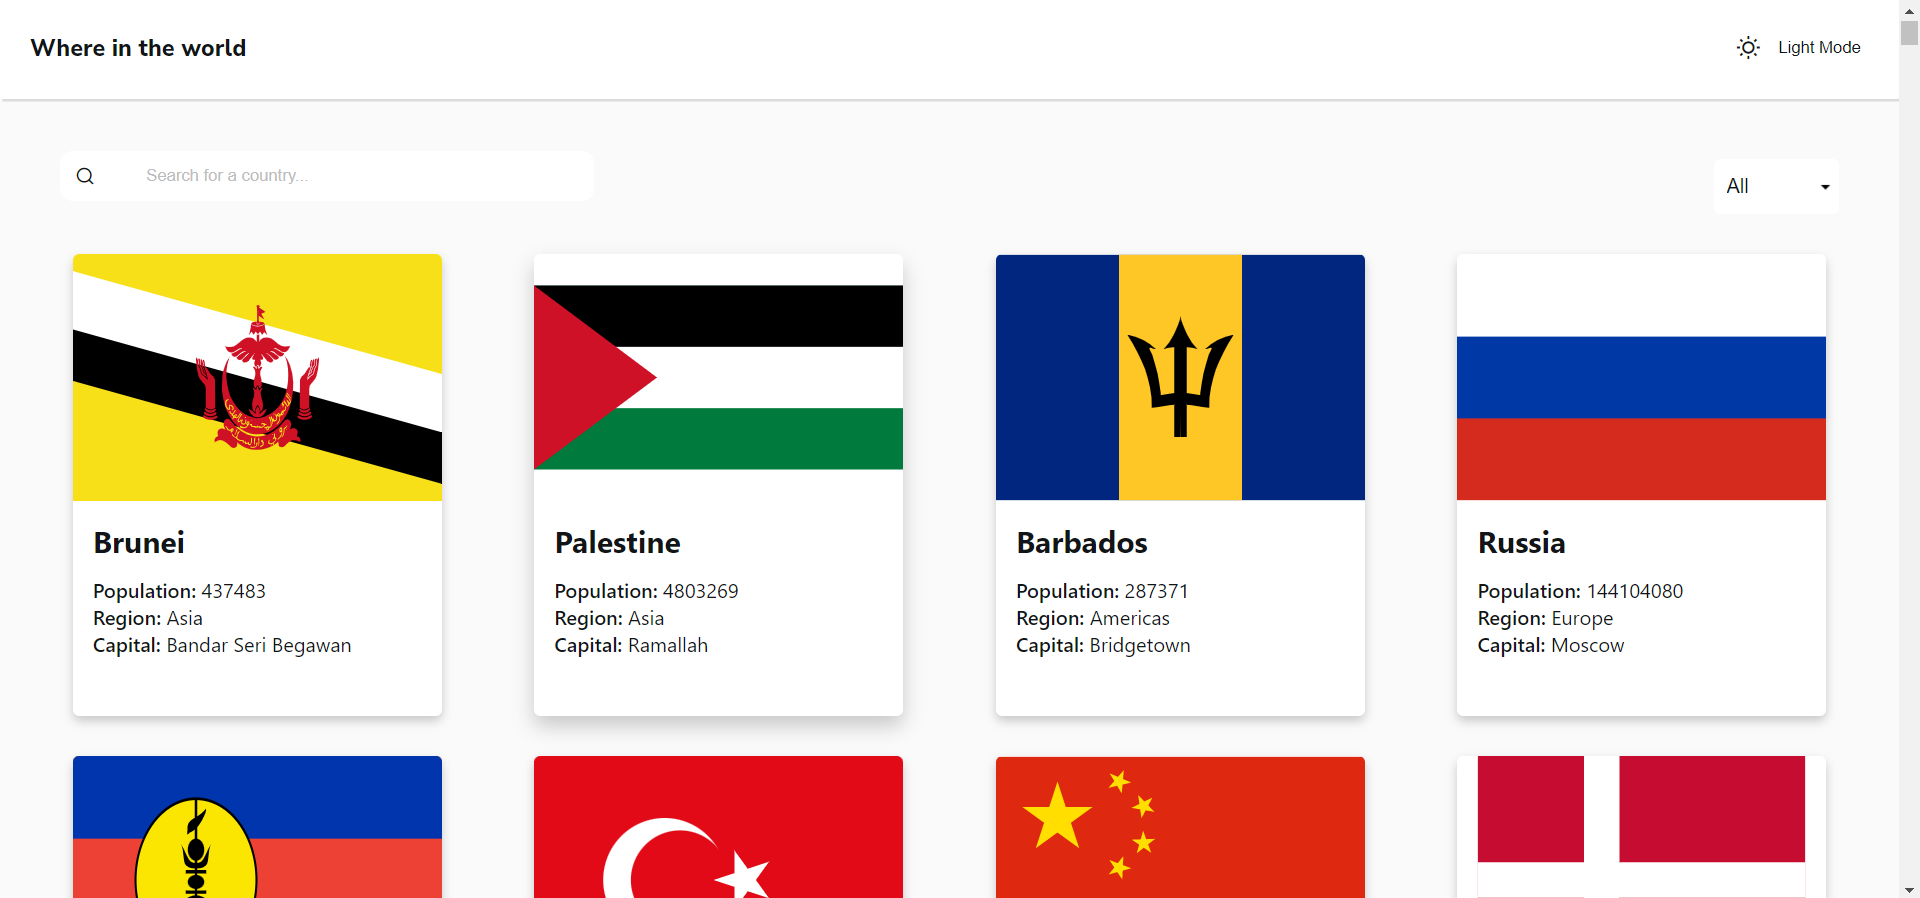 Where in the world
Light Mode
Search for a country...
All
Brunei
Population: 437483
Region: Asia
Capital: Bandar Seri Begawan
Palestine
Population: 4803269
Region: Asia
Capital: Ramallah
Barbados
Population: 287371
Region: Americas
Capital: Bridgetown
Russia
Population: 144104080
Region: Europe
Capital: Moscow